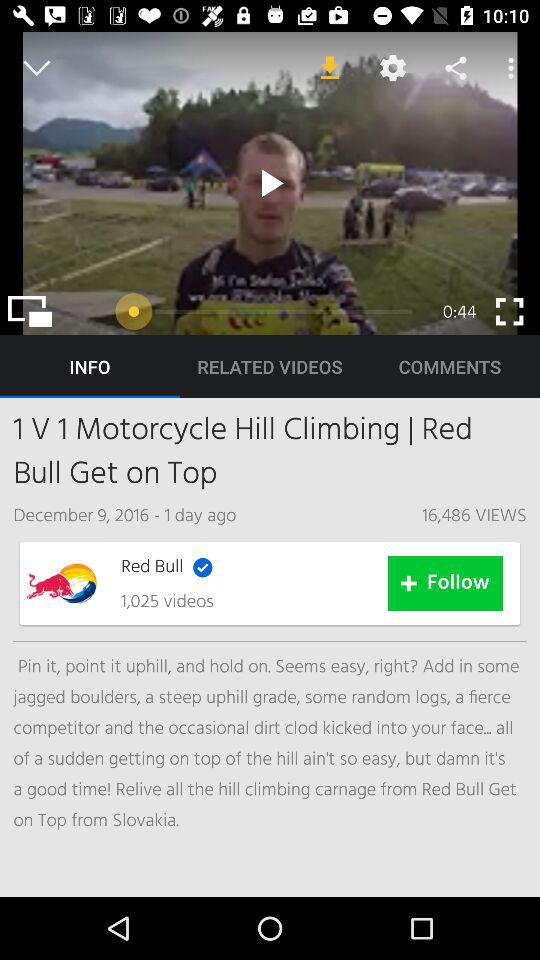 10:10
Hi I'm Stefan
we are
0:44
INFO RELATED VIDEOS COMMENTS
1 V 1 Motorcycle Hill Climbing | Red
Bull Get on Top
December 9, 2016 - 1 day ago 16,486 VIEWS
Red Bull
1,025 videos
+ Follow
Pin it, point it uphill, and hold on. Seems easy, right? Add in some
jagged boulders, a steep uphill grade, some random logs, a fierce
competitor and the occasional dirt clod kicked into your face... all
of a sudden getting on top of the hill ain't so easy, but damn it's
a good time! Relive all the hill climbing carnage from Red Bull Get
on Top from Slovakia.